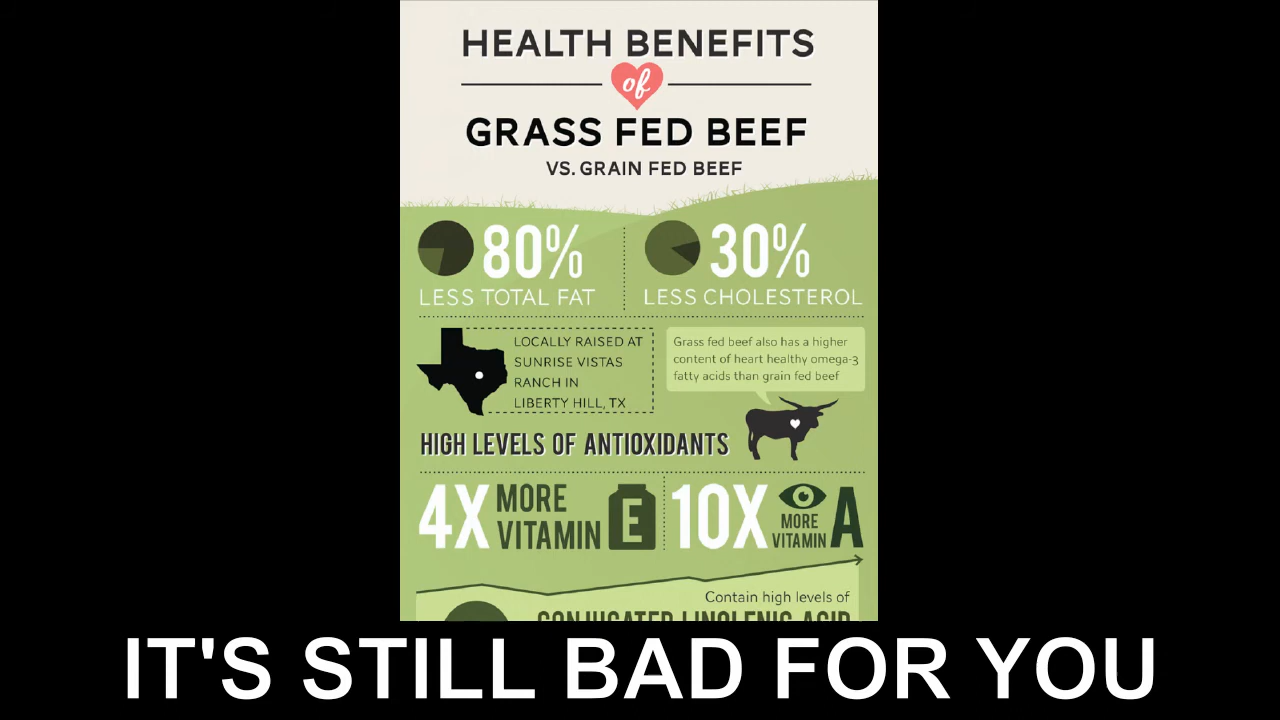 HEALTH BENEFITS
of
GRASS FED BEEF
VS. GRAIN FED BEEF
80%
LESS TOTAL FAT
30%
LESS CHOLESTEROL
LOCALLY RAISED AT
SUNRISE VISTAS
RANCH IN
LIBERTY HILL, TX
Grass fed beef also has a higher
content of heart healthy omega-3
fatty acids than grain fed beef
HIGH LEVELS OF ANTIOXIDANTS
4X MORE
VITAMIN E
10X MORE
VITAMIN A
Contain high levels of
CONJUGATED LINOLENIC ACID
IT'S STILL BAD FOR YOU